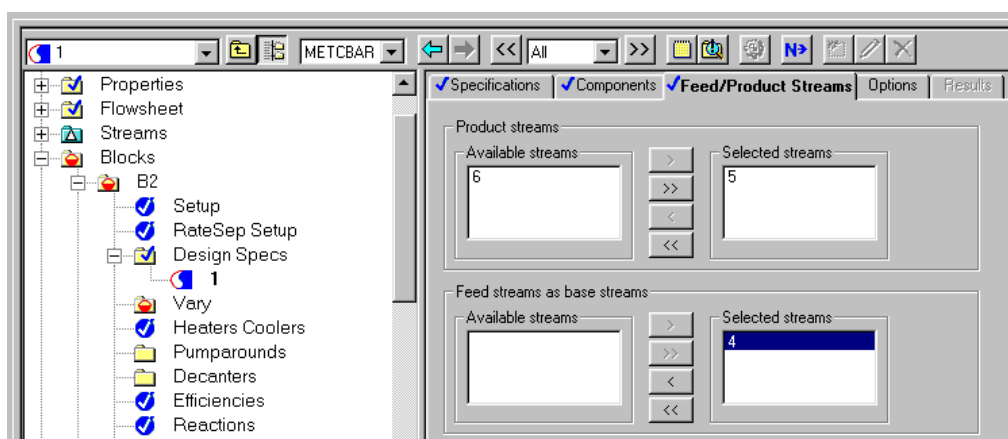 1
METCBAR
<<
All
>>
N>
Specifications
Components
Feed/Product Streams
Options
Results
Properties
Flowsheet
Streams
Blocks
B2
Setup
RateSep Setup
Design Specs
1
Vary
Heaters Coolers
Pumparounds
Decanters
Efficiencies
Reactions
Product streams
Available streams
6
>
>>
<
<<
Selected streams
5
Feed streams as base streams
Available streams
>
>>
<
<<
Selected streams
4